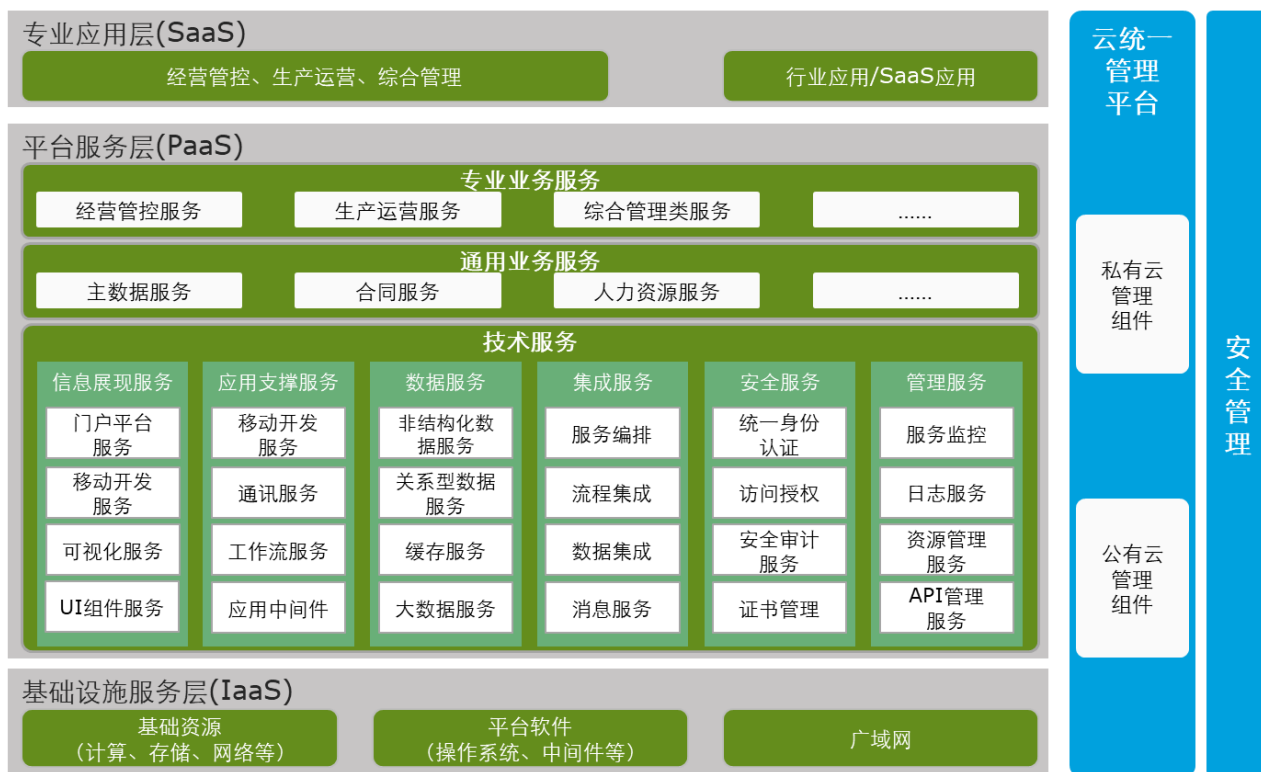 专业应用层(SaaS)
经营管控、生产运营、综合管理
行业应用/SaaS应用
平台服务层(PaaS)
专业业务服务
经营管控服务
生产运营服务
综合管理类服务
......
通用业务服务
主数据服务
合同服务
人力资源服务
......
技术服务
信息展现服务
门户平台
服务
移动开发
服务
可视化服务
UI组件服务
应用支撑服务
移动开发
服务
通讯服务
工作流服务
应用中间件
数据服务
非结构化数
据服务
关系型数据
服务
缓存服务
大数据服务
集成服务
服务编排
流程集成
数据集成
消息服务
安全服务
统一身份
认证
访问授权
安全审计
服务
证书管理
管理服务
服务监控
日志服务
资源管理
服务
API管理
服务
基础设施服务层(IaaS)
基础资源
（计算、存储、网络等）
平台软件
（操作系统、中间件等）
广域网
云统一
管理
平台
私有云
管理
组件
公有云
管理
组件
安
全
管
理